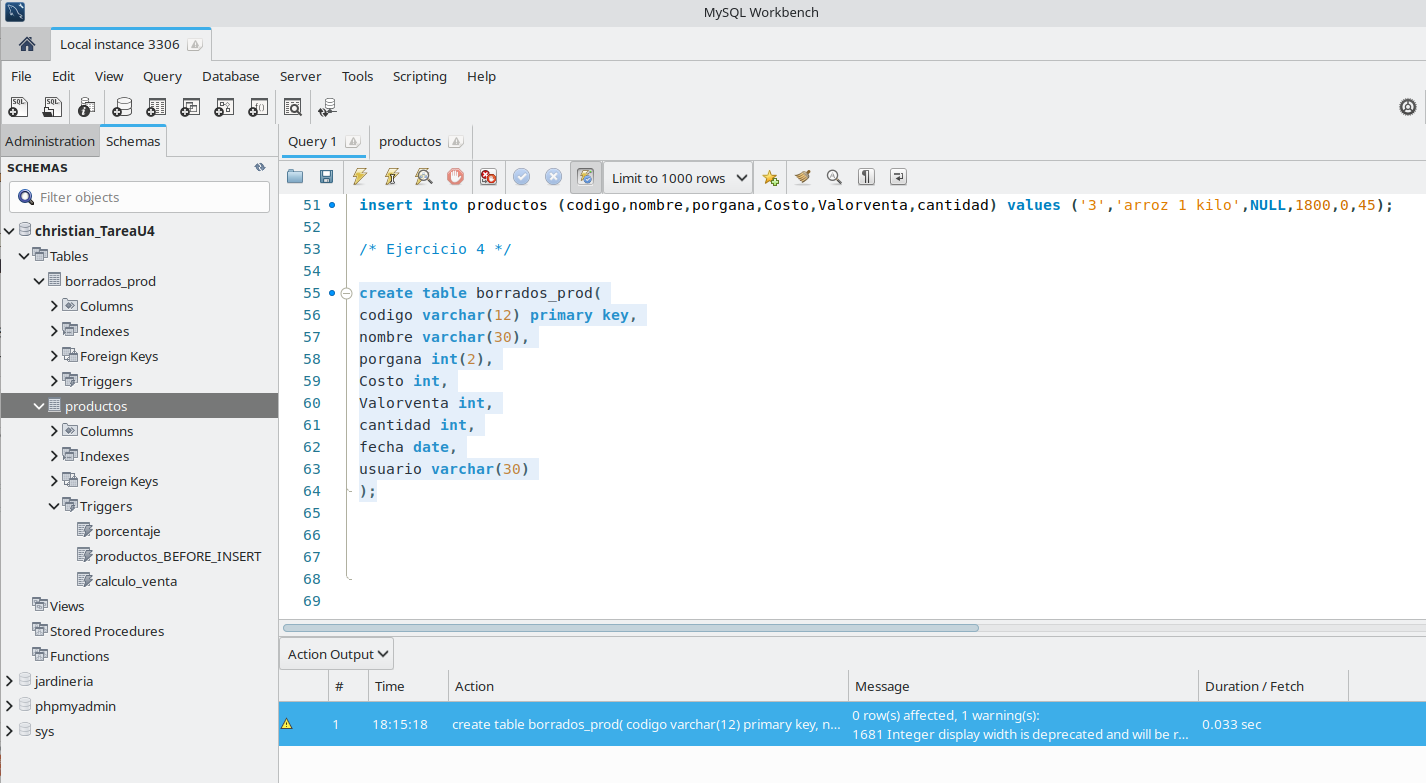 MySQL Workbench
Local instance 3306
File Edit View Query Database Server Tools Scripting Help
Administration Schemas
Query 1 productos
SCHEMAS
Limit to 1000 rows
Filter objects
christian_TareaU4
Tables
borrados_prod
Columns
Indexes
Foreign Keys
Triggers
productos
Columns
Indexes
Foreign Keys
Triggers
porcentaje
productos_BEFORE_INSERT
calculo_venta
Views
Stored Procedures
Functions
jardineria
phpmyadmin
sys
51 insert into productos (codigo,nombre,porgana,Costo,Valorventa,cantidad) values ('3','arroz 1 kilo',NULL,1800,0,45);
52
53 /* Ejercicio 4 */
54
55 create table borrados_prod(
56 codigo varchar(12) primary key,
57 nombre varchar(30),
58 porgana int(2),
59 Costo int,
60 Valorventa int,
61 cantidad int,
62 fecha date,
63 usuario varchar(30)
64 );
65
66
67
68
69
Action Output
# Time Action Message Duration / Fetch
1 18:15:18 create table borrados_prod( codigo varchar(12) primary key, n... 0 row(s) affected, 1 warning(s): 0.033 sec
1681 Integer display width is deprecated and will be r...